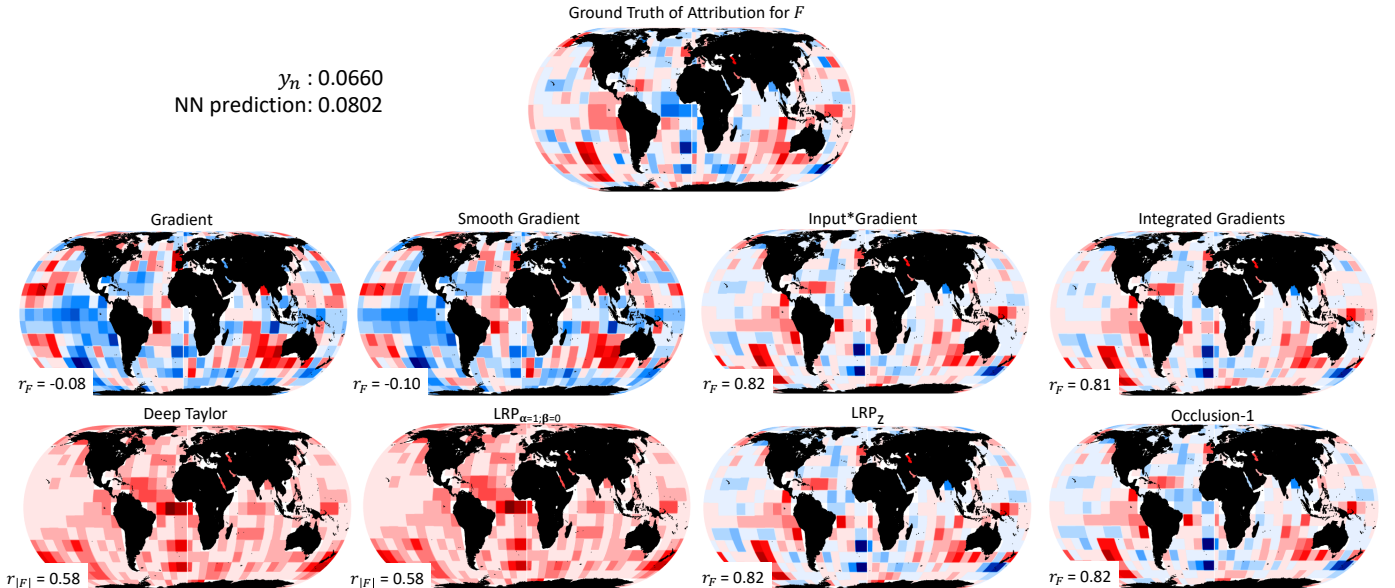 Ground Truth of Attribution for F
yₙ : 0.0660
NN prediction: 0.0802
Gradient
Smooth Gradient
Input*Gradient
Integrated Gradients
r_F = -0.08
r_F = -0.10
r_F = 0.82
r_F = 0.81
Deep Taylor
LRP_α=1;β=0
LRP_Z
Occlusion-1
r_|F| = 0.58
r_|F| = 0.58
r_F = 0.82
r_F = 0.82